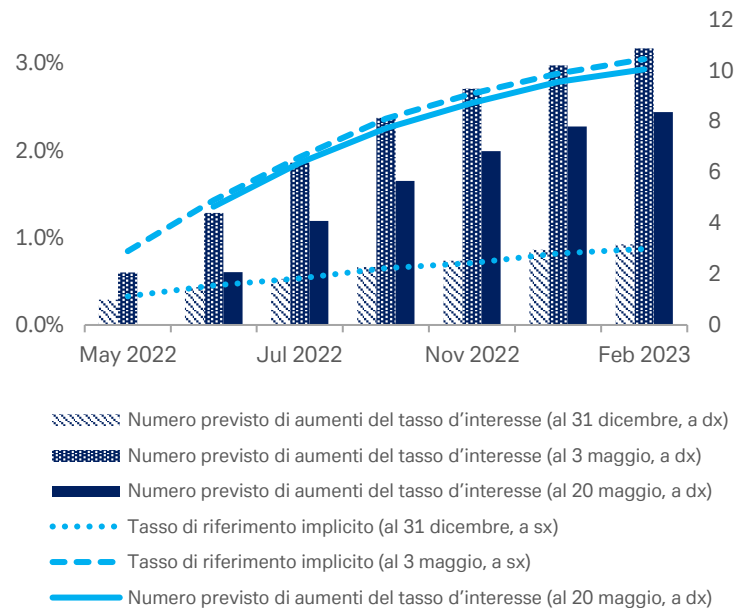 12
3.0%
10
8
2.0%
6
1.0%
4
2
0.0%
0
May 2022
Jul 2022
Nov 2022
Feb 2023
Numero previsto di aumenti del tasso d’interesse (al 31 dicembre, a dx)
Numero previsto di aumenti del tasso d’interesse (al 3 maggio, a dx)
Numero previsto di aumenti del tasso d’interesse (al 20 maggio, a dx)
Tasso di riferimento implicito (al 31 dicembre, a sx)
Tasso di riferimento implicito (al 3 maggio, a sx)
Numero previsto di aumenti del tasso d’interesse (al 20 maggio, a dx)